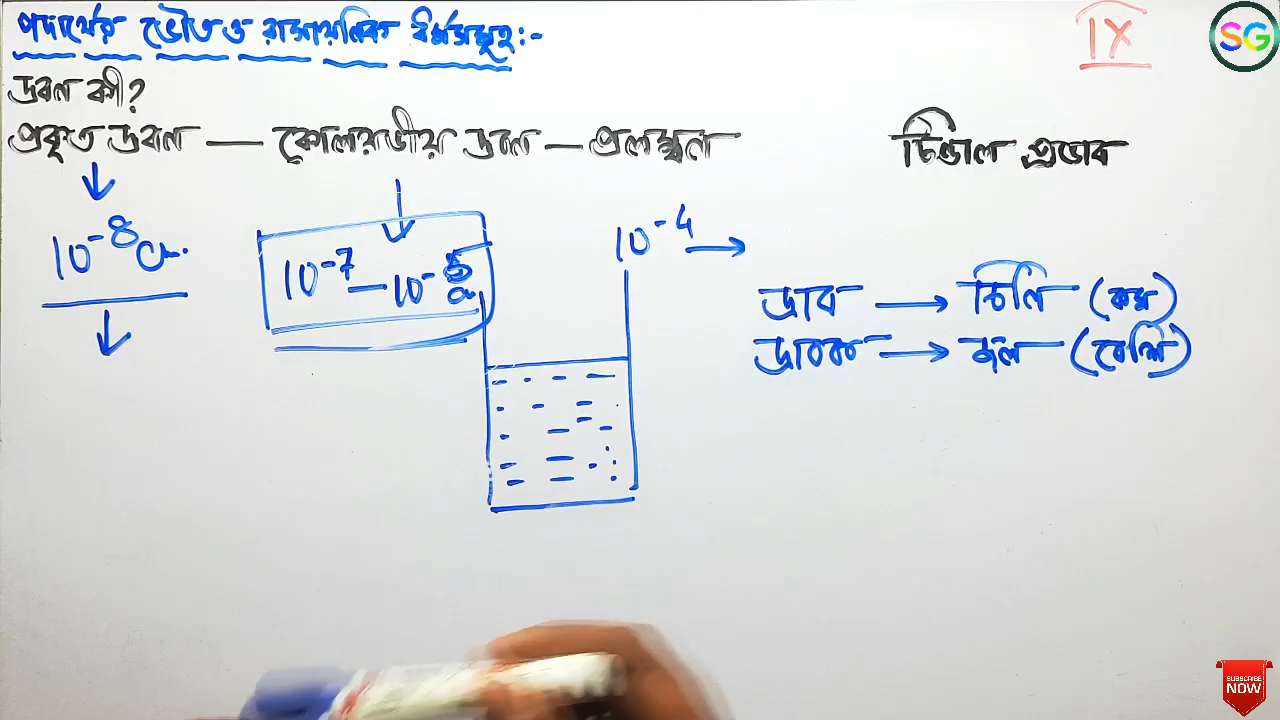 পদার্থের ভৌত ও রাসায়নিক ধর্মসমূহ :-
IX
SG
দ্রবণ কী?
প্রকৃত দ্রবণ — কোলয়ডীয় দ্রবণ — প্রলম্বন
টিন্ডাল প্রভাব
10⁻⁸ cm.
10⁻⁷ — 10⁻⁵ cm
10⁻⁴ →
দ্রাব → চিনি (কম)
দ্রাবক → জল (বেশি)
SUBSCRIBE
NOW